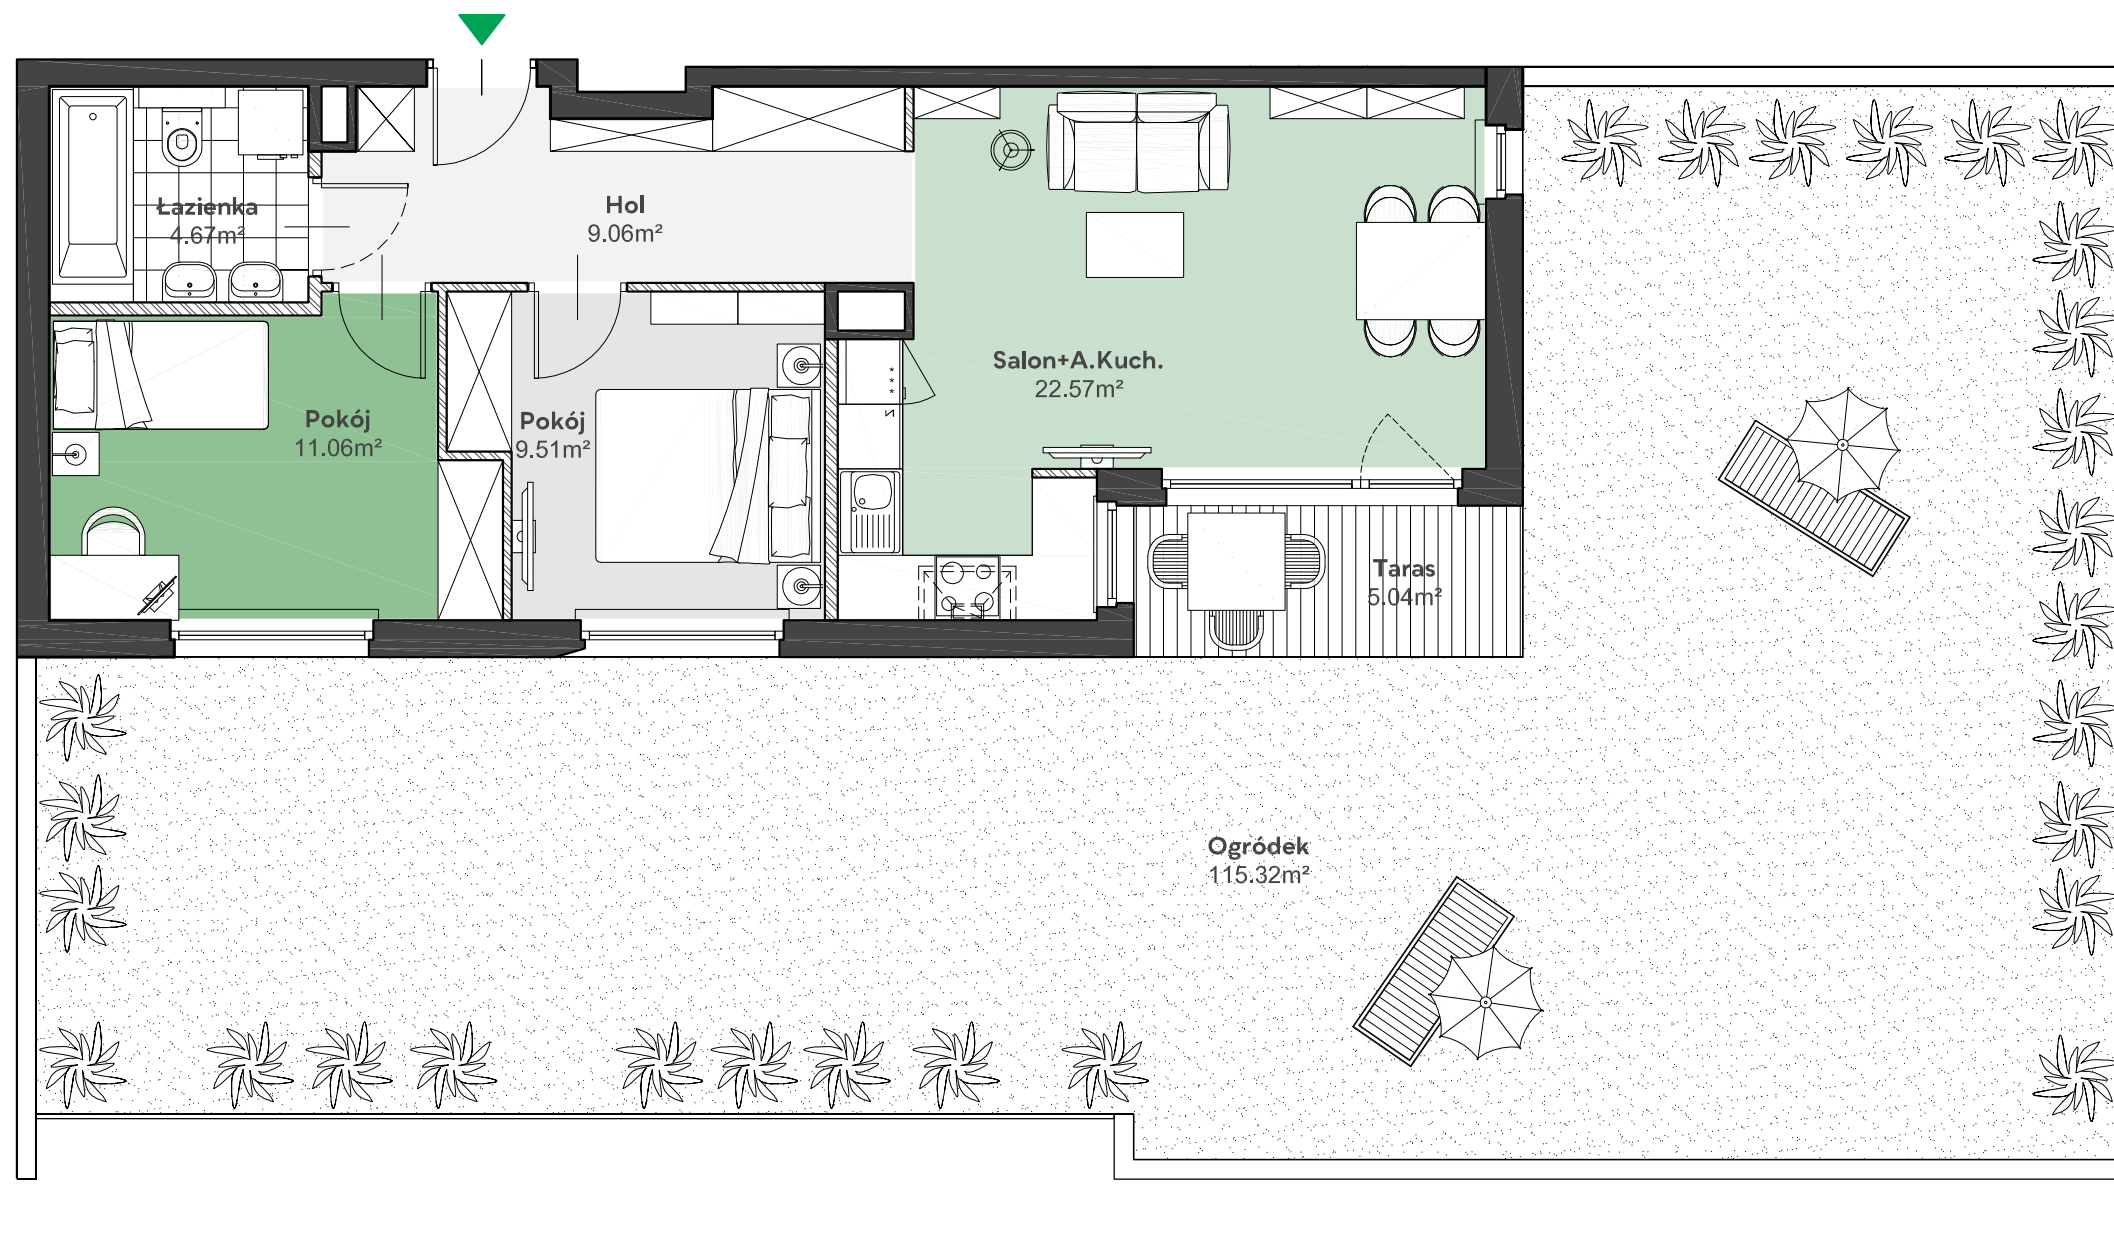 Łazienka
4.67m²
Hol
9.06m²
Salon+A.Kuch.
22.57m²
Pokój
11.06m²
Pokój
9.51m²
Taras
5.04m²
Ogródek
115.32m²